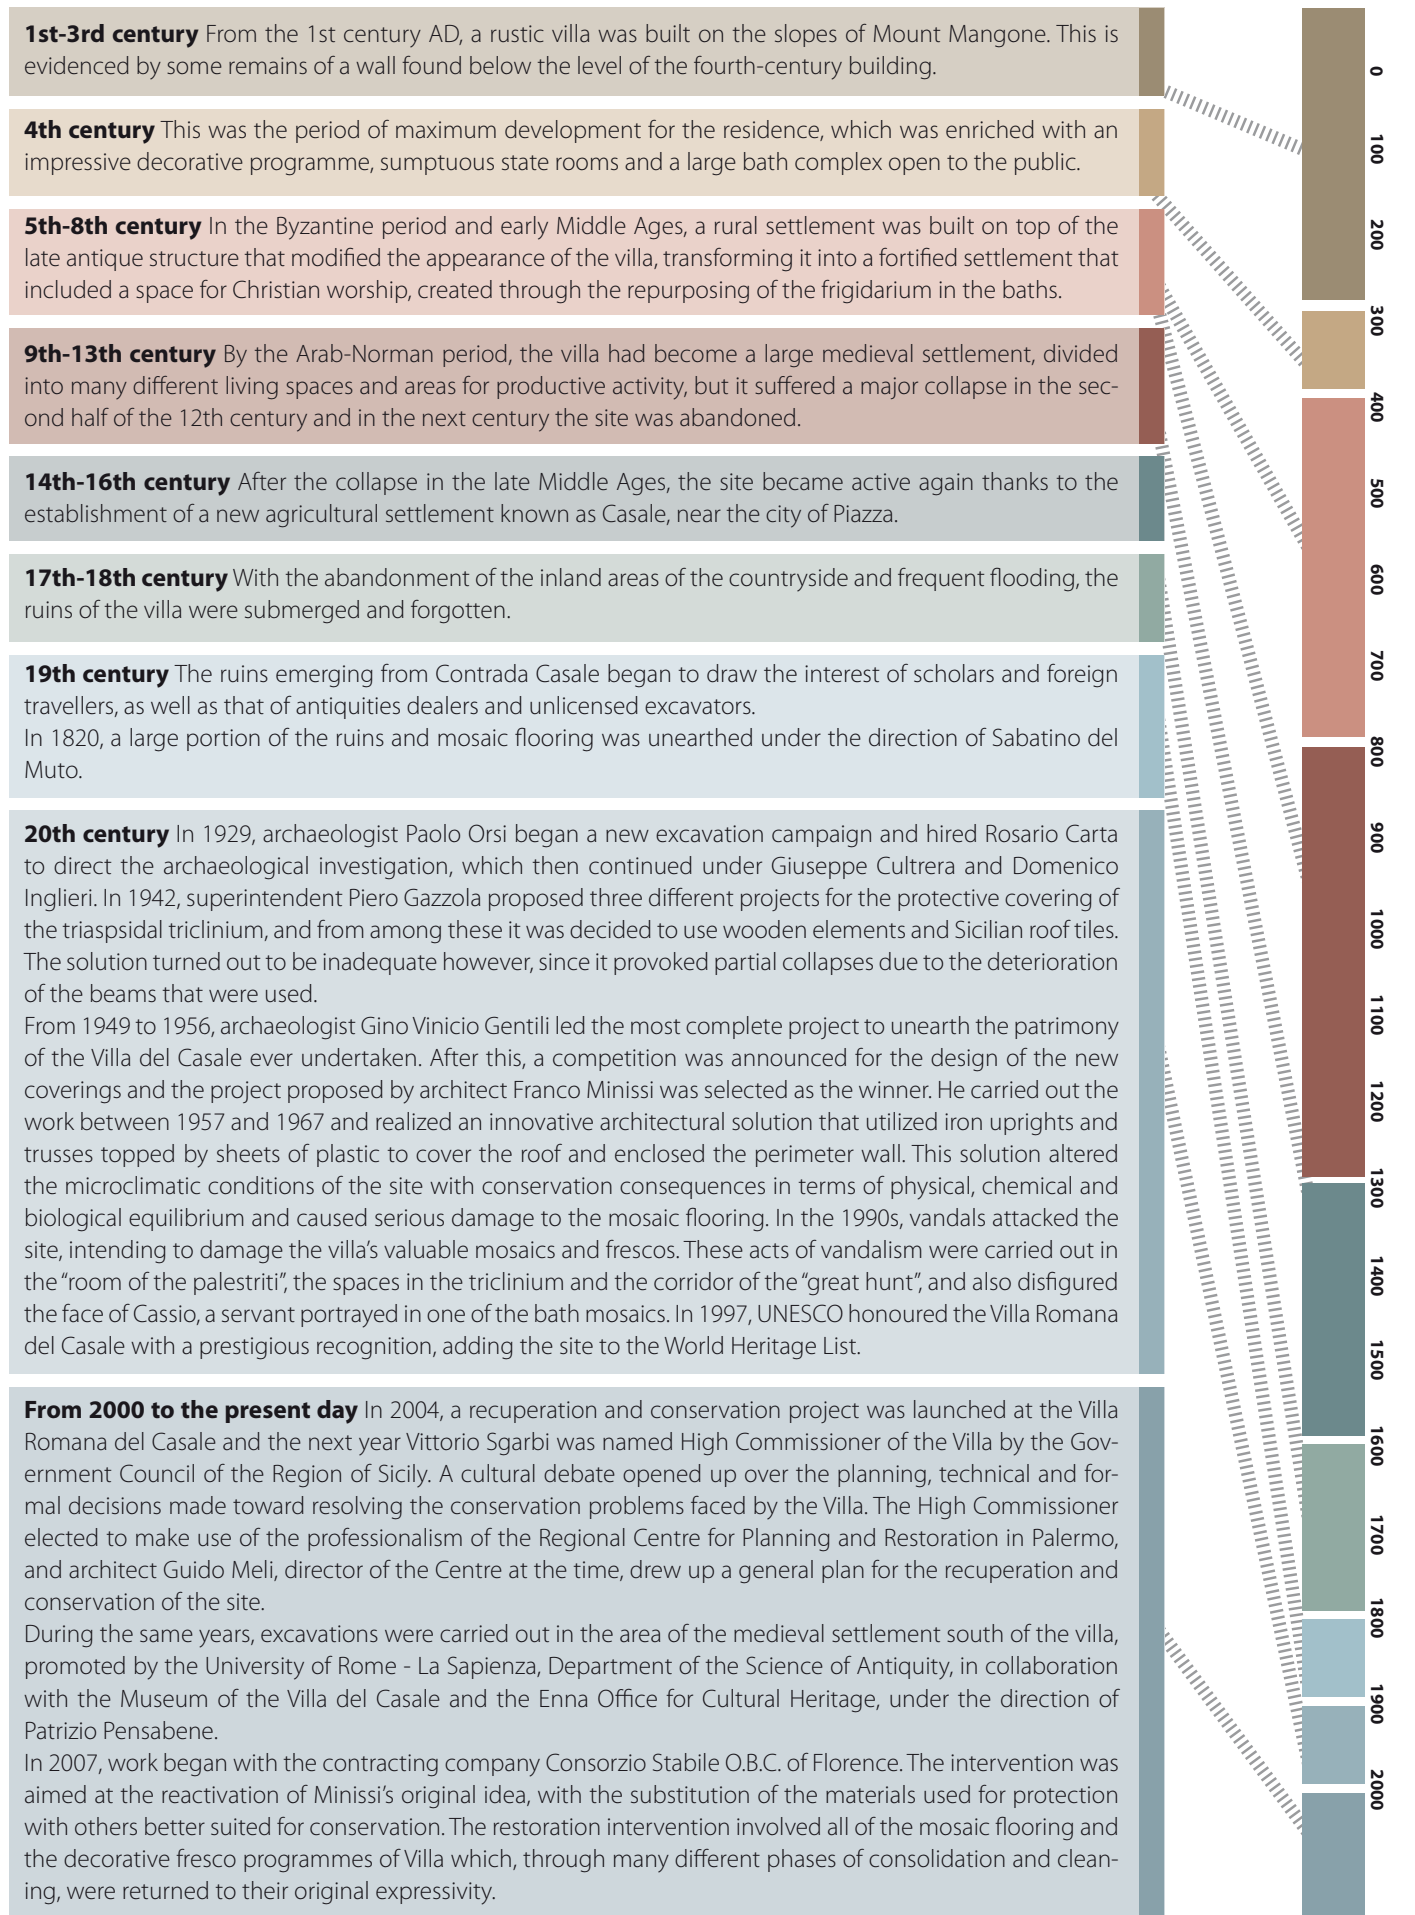 1st-3rd century From the 1st century AD, a rustic villa was built on the slopes of Mount Mangone. This is
evidenced by some remains of a wall found below the level of the fourth-century building.
4th century This was the period of maximum development for the residence, which was enriched with an
impressive decorative programme, sumptuous state rooms and a large bath complex open to the public.
5th-8th century In the Byzantine period and early Middle Ages, a rural settlement was built on top of the
late antique structure that modified the appearance of the villa, transforming it into a fortified settlement that
included a space for Christian worship, created through the repurposing of the frigidarium in the baths.
9th-13th century By the Arab-Norman period, the villa had become a large medieval settlement, divided
into many different living spaces and areas for productive activity, but it suffered a major collapse in the sec-
ond half of the 12th century and in the next century the site was abandoned.
14th-16th century After the collapse in the late Middle Ages, the site became active again thanks to the
establishment of a new agricultural settlement known as Casale, near the city of Piazza.
17th-18th century With the abandonment of the inland areas of the countryside and frequent flooding, the
ruins of the villa were submerged and forgotten.
19th century The ruins emerging from Contrada Casale began to draw the interest of scholars and foreign
travellers, as well as that of antiquities dealers and unlicensed excavators.
In 1820, a large portion of the ruins and mosaic flooring was unearthed under the direction of Sabatino del
Muto.
20th century In 1929, archaeologist Paolo Orsi began a new excavation campaign and hired Rosario Carta
to direct the archaeological investigation, which then continued under Giuseppe Cultrera and Domenico
Inglieri. In 1942, superintendent Piero Gazzola proposed three different projects for the protective covering of
the triaspsidal triclinium, and from among these it was decided to use wooden elements and Sicilian roof tiles.
The solution turned out to be inadequate however, since it provoked partial collapses due to the deterioration
of the beams that were used.
From 1949 to 1956, archaeologist Gino Vinicio Gentili led the most complete project to unearth the patrimony
of the Villa del Casale ever undertaken. After this, a competition was announced for the design of the new
coverings and the project proposed by architect Franco Minissi was selected as the winner. He carried out the
work between 1957 and 1967 and realized an innovative architectural solution that utilized iron uprights and
trusses topped by sheets of plastic to cover the roof and enclosed the perimeter wall. This solution altered
the microclimatic conditions of the site with conservation consequences in terms of physical, chemical and
biological equilibrium and caused serious damage to the mosaic flooring. In the 1990s, vandals attacked the
site, intending to damage the villa's valuable mosaics and frescos. These acts of vandalism were carried out in
the "room of the palestriti", the spaces in the triclinium and the corridor of the "great hunt", and also disfigured
the face of Cassio, a servant portrayed in one of the bath mosaics. In 1997, UNESCO honoured the Villa Romana
del Casale with a prestigious recognition, adding the site to the World Heritage List.
From 2000 to the present day In 2004, a recuperation and conservation project was launched at the Villa
Romana del Casale and the next year Vittorio Sgarbi was named High Commissioner of the Villa by the Gov-
ernment Council of the Region of Sicily. A cultural debate opened up over the planning, technical and for-
mal decisions made toward resolving the conservation problems faced by the Villa. The High Commissioner
elected to make use of the professionalism of the Regional Centre for Planning and Restoration in Palermo,
and architect Guido Meli, director of the Centre at the time, drew up a general plan for the recuperation and
conservation of the site.
During the same years, excavations were carried out in the area of the medieval settlement south of the villa,
promoted by the University of Rome - La Sapienza, Department of the Science of Antiquity, in collaboration
with the Museum of the Villa del Casale and the Enna Office for Cultural Heritage, under the direction of
Patrizio Pensabene.
In 2007, work began with the contracting company Consorzio Stabile O.B.C. of Florence. The intervention was
aimed at the reactivation of Minissi's original idea, with the substitution of the materials used for protection
with others better suited for conservation. The restoration intervention involved all of the mosaic flooring and
the decorative fresco programmes of Villa which, through many different phases of consolidation and clean-
ing, were returned to their original expressivity.
0
100
200
300
400
500
600
700
800
900
1000
1100
1200
1300
1400
1500
1600
1700
1800
1900
2000